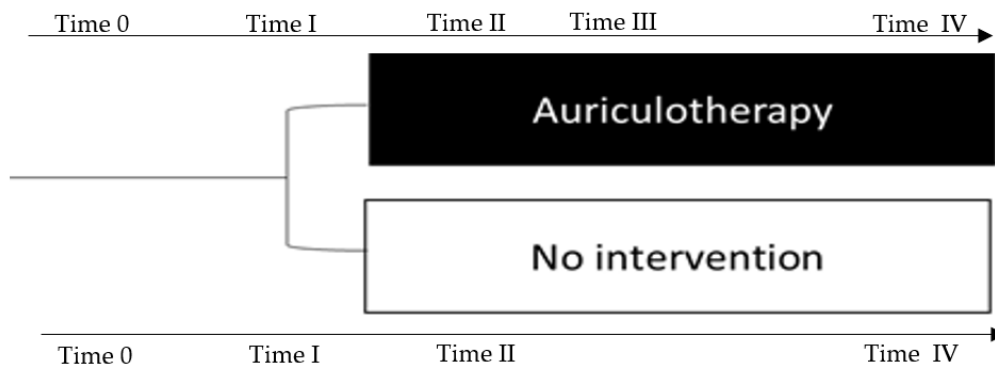 Time 0 Time I Time II Time III Time IV
Auriculotherapy
No intervention
Time 0 Time I Time II Time IV